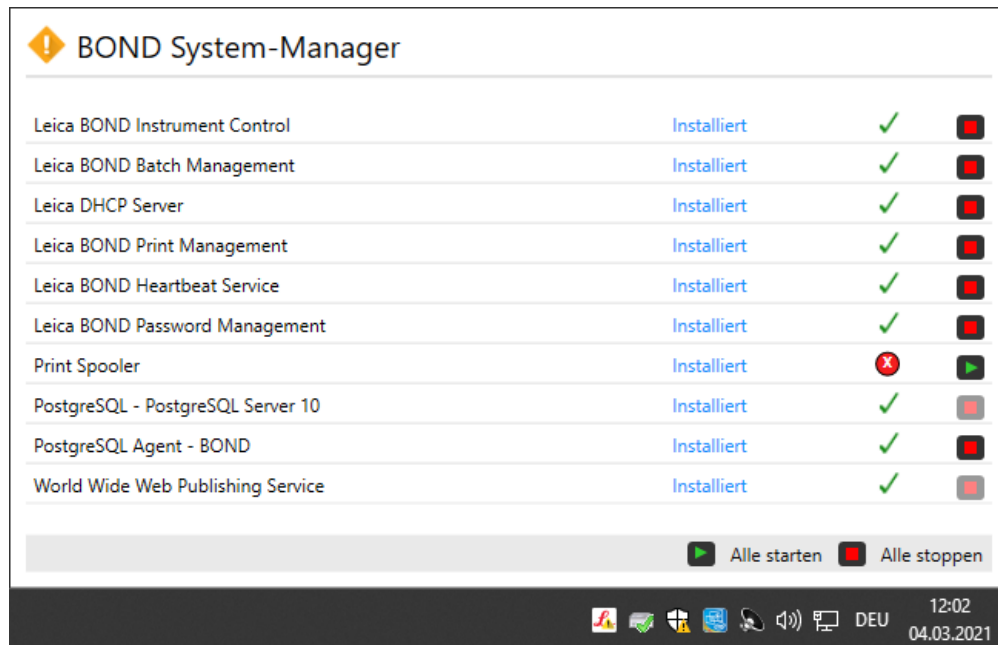 BOND System-Manager
Leica BOND Instrument Control Installiert
Leica BOND Batch Management Installiert
Leica DHCP Server Installiert
Leica BOND Print Management Installiert
Leica BOND Heartbeat Service Installiert
Leica BOND Password Management Installiert
Print Spooler Installiert
PostgreSQL - PostgreSQL Server 10 Installiert
PostgreSQL Agent - BOND Installiert
World Wide Web Publishing Service Installiert
Alle starten Alle stoppen
DEU 12:02
04.03.2021